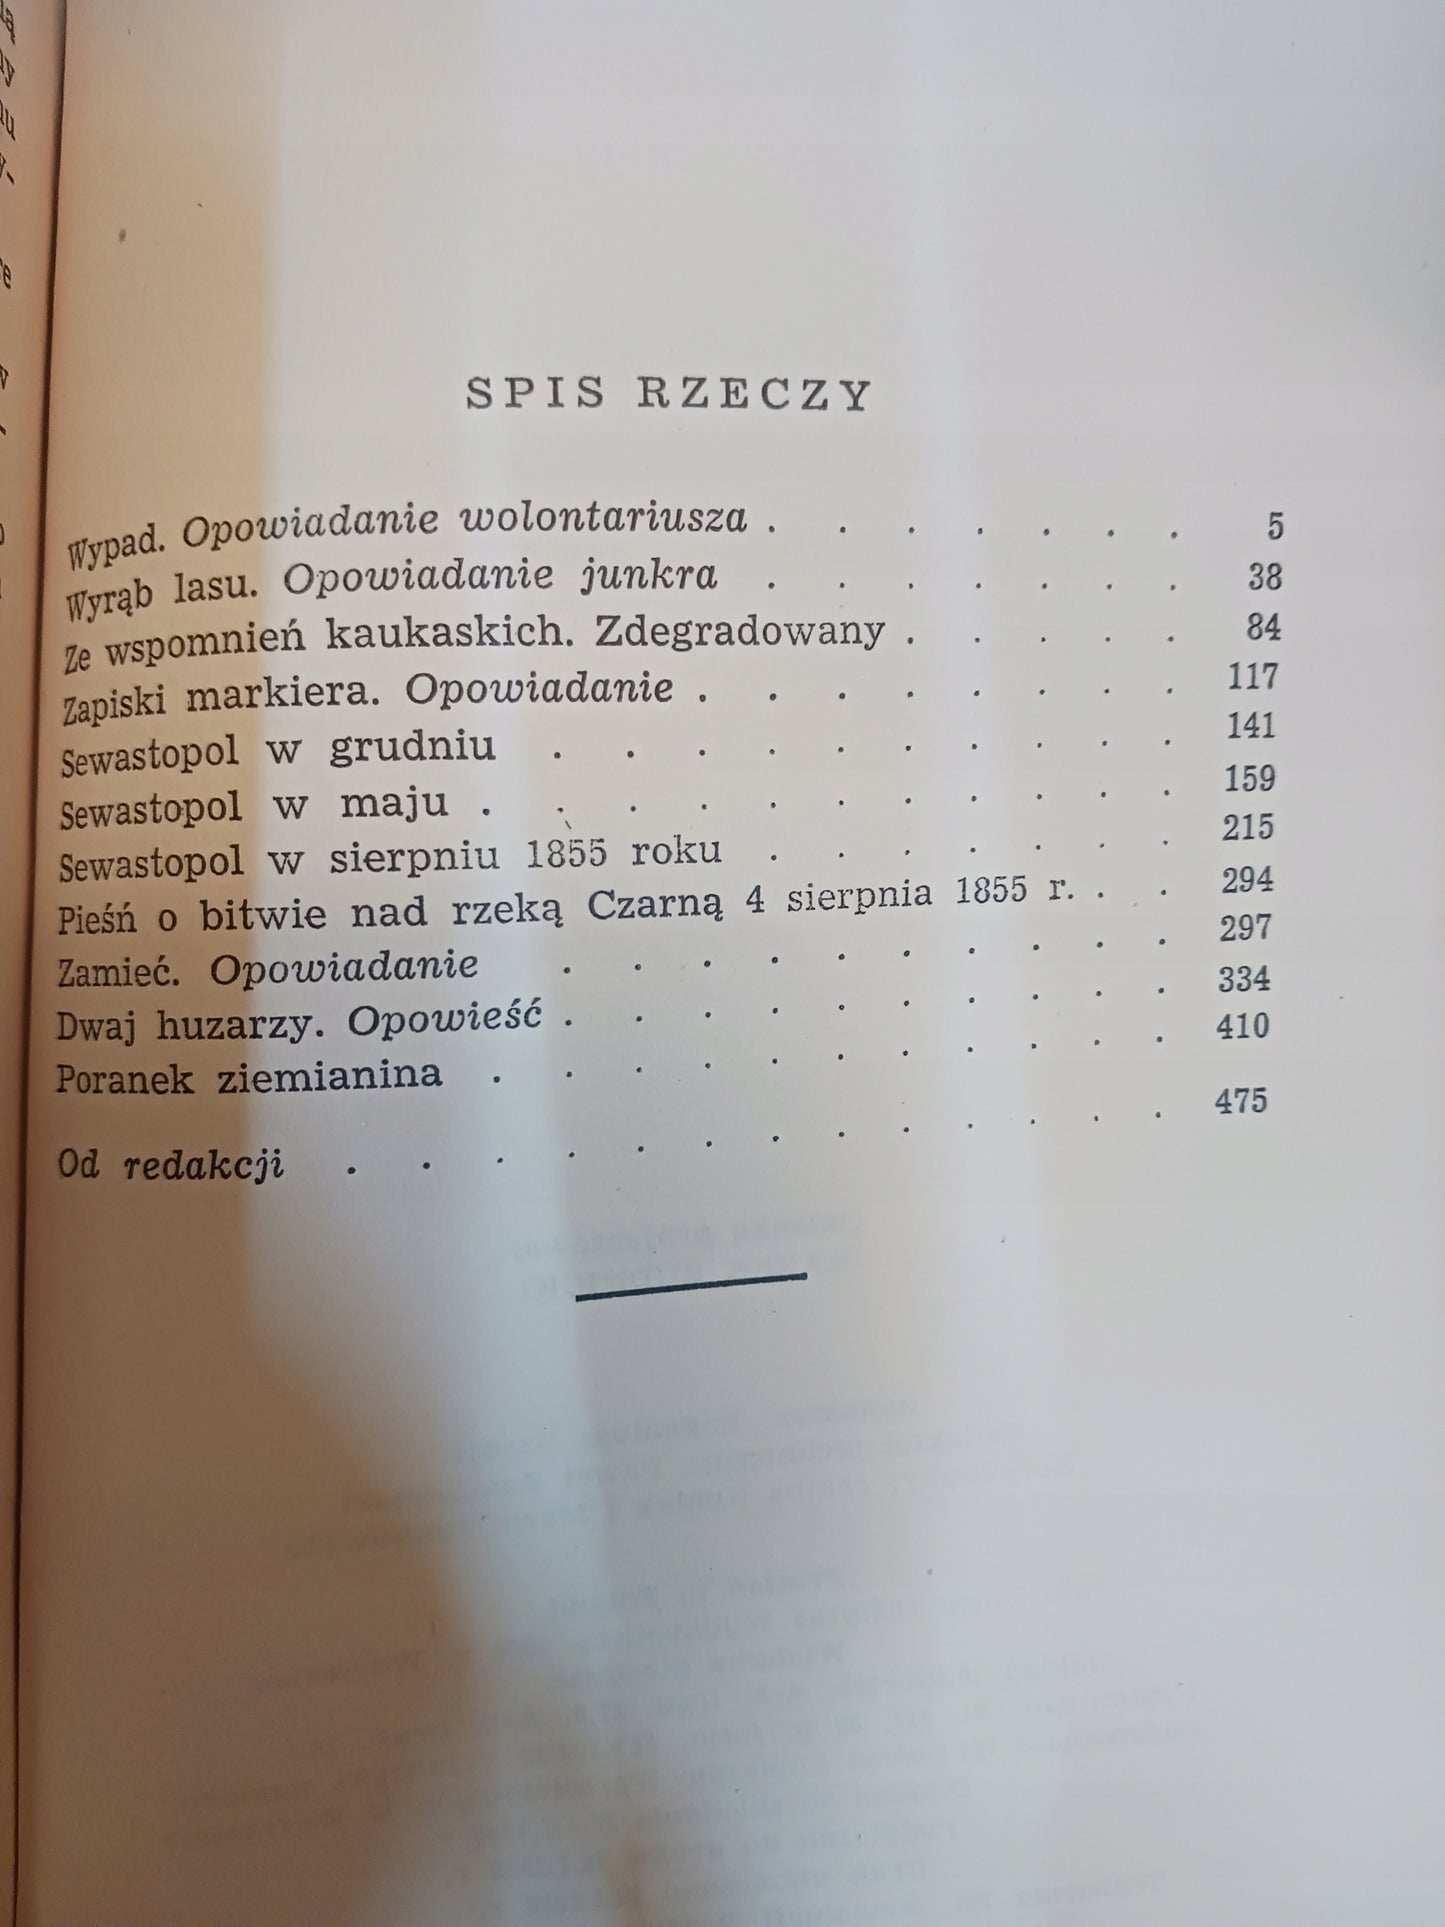 SPIS RZECZY
Wypad. Opowiadanie wolontariusza . . . . . . . 5
Wyrąb lasu. Opowiadanie junkra . . . . . . . 38
Ze wspomnień kaukaskich. Zdegradowany . . . . . 84
Zapiski markiera. Opowiadanie . . . . . . . . 117
Sewastopol w grudniu . . . . . . . . . . 141
Sewastopol w maju . . . . . . . . . . . 159
Sewastopol w sierpniu 1855 roku . . . . . . . 215
Pieśń o bitwie nad rzeką Czarną 4 sierpnia 1855 r. . . 294
Zamieć. Opowiadanie . . . . . . . . . . 297
Dwaj huzarzy. Opowieść . . . . . . . . . . 334
Poranek ziemianina . . . . . . . . . . . 410
Od redakcji . . . . . . . . . . . . . 475